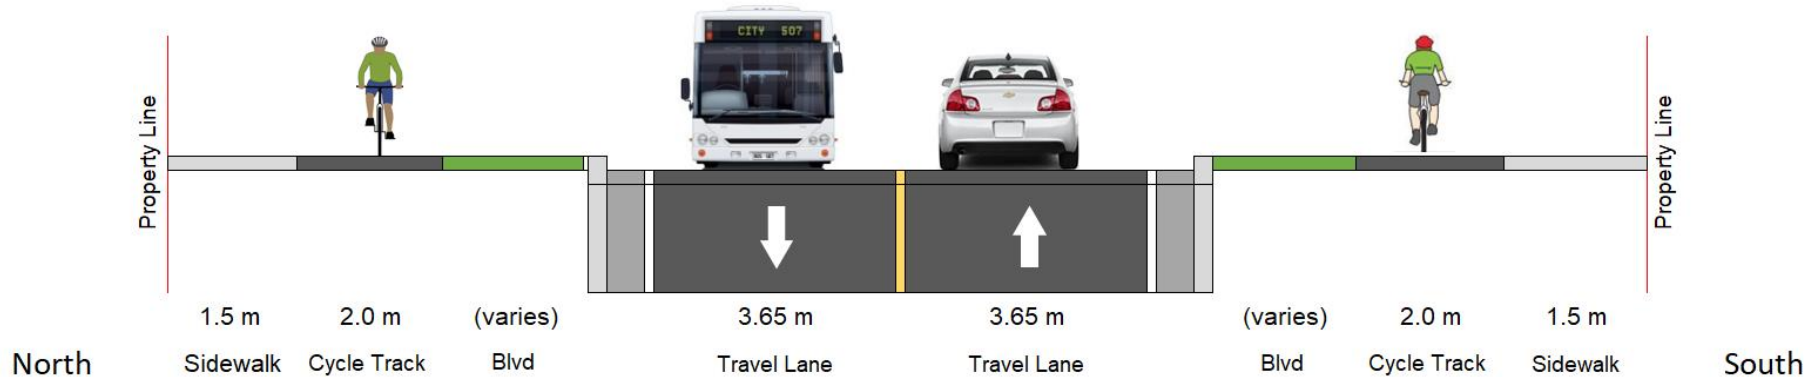 CITY 507
Property Line
Property Line
1.5 m
2.0 m
(varies)
3.65 m
3.65 m
(varies)
2.0 m
1.5 m
North
Sidewalk
Cycle Track
Blvd
Travel Lane
Travel Lane
Blvd
Cycle Track
Sidewalk
South